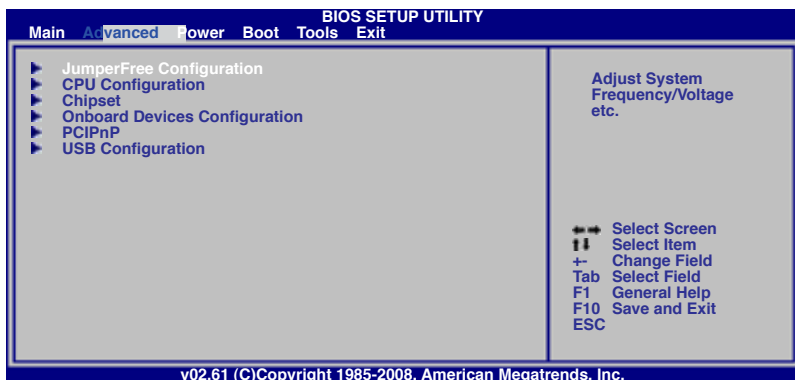 BIOS SETUP UTILITY
Main Advanced Power Boot Tools Exit
JumperFree Configuration
CPU Configuration
Chipset
Onboard Devices Configuration
PCIPnP
USB Configuration
Adjust System
Frequency/Voltage
etc.
Select Screen
Select Item
+- Change Field
Tab Select Field
F1 General Help
F10 Save and Exit
ESC
v02.61 (C)Copyright 1985-2008, American Megatrends, Inc.